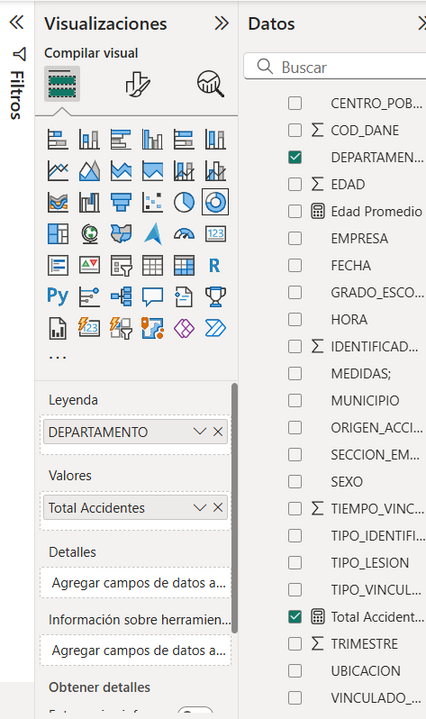 Filtros
Visualizaciones
Compilar visual
123
R
Py
123
...
Leyenda
DEPARTAMENTO
Valores
Total Accidentes
Detalles
Agregar campos de datos a...
Información sobre herramien...
Agregar campos de datos a...
Obtener detalles
Datos
Buscar
CENTRO_POB...
COD_DANE
DEPARTAMEN...
EDAD
Edad Promedio
EMPRESA
FECHA
GRADO_ESCO...
HORA
IDENTIFICAD...
MEDIDAS;
MUNICIPIO
ORIGEN_ACCI...
SECCION_EM...
SEXO
TIEMPO_VINC...
TIPO_IDENTIFI...
TIPO_LESION
TIPO_VINCUL...
Total Accident...
TRIMESTRE
UBICACION
VINCULADO_...